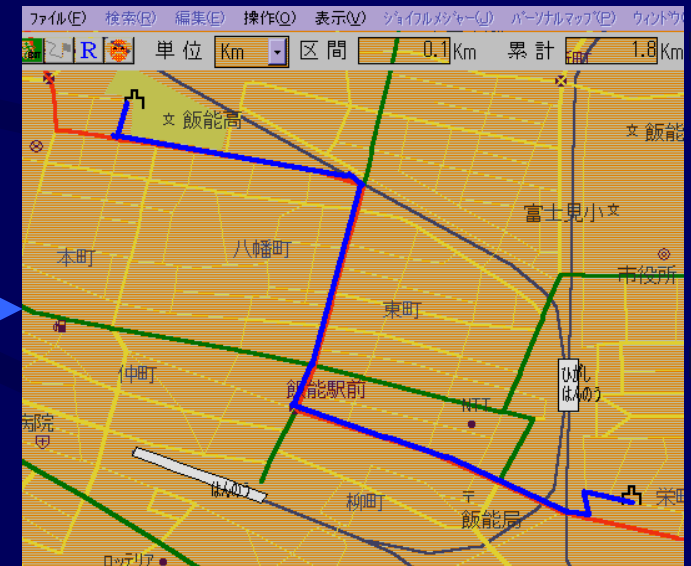 ファイル(F) 検索(R) 編集(E) 操作(O) 表示(V) ジョイフルメジャー(J) パーソナルマップ(P) ウィンドウ(
R 単位 Km 区間 0.1 Km 累計 1.8 Km
文 飯能高
文 飯能
富士見小文
本町
八幡町
市役所
東町
仲町
飯能駅前
ひがし
はんのう
NTT
病院
はんのう
柳町
〒
飯能局
栄町
ロッテリア